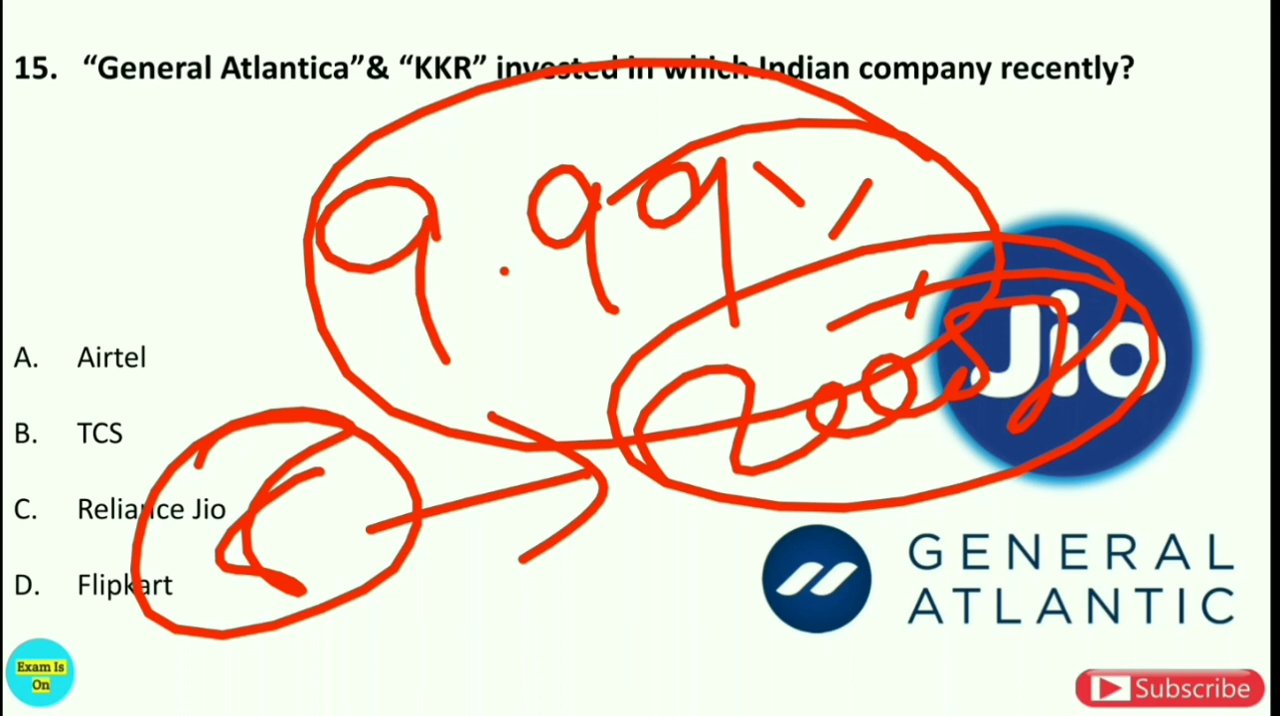 15. “General Atlantica”& “KKR” invested in which Indian company recently?
9.99%
Jio
A. Airtel
B. TCS
C. Reliance Jio
D. Flipkart
GENERAL
ATLANTIC
Exam Is
On
Subscribe